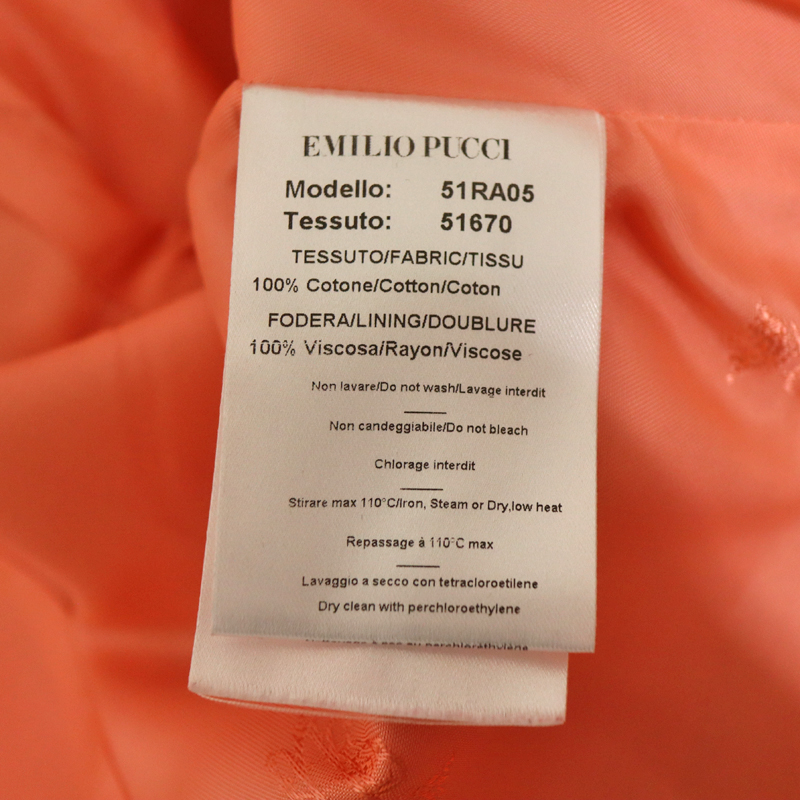 EMILIO PUCCI
Modello: 51RA05
Tessuto: 51670
TESSUTO/FABRIC/TISSU
100% Cotone/Cotton/Coton
FODERA/LINING/DOUBLURE
100% Viscosa/Rayon/Viscose
Non lavare/Do not wash/Lavage interdit
Non candeggiabile/Do not bleach
Chlorage interdit
Stirare max 110°C/Iron, Steam or Dry,low heat
Repassage à 110°C max
Lavaggio a secco con tetracloroetilene
Dry clean with perchloroethylene